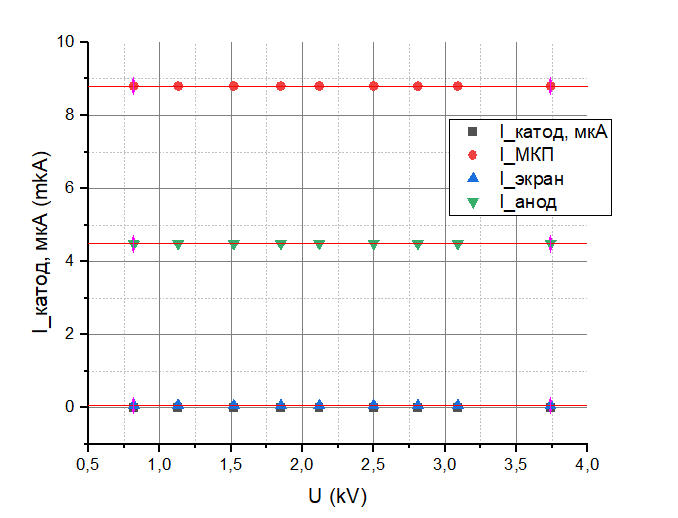 10
8
6
4
2
0
I_катод, мкА (mkA)
I_катод, мкА
I_МКП
I_экран
I_анод
0,5 1,0 1,5 2,0 2,5 3,0 3,5 4,0
U (kV)